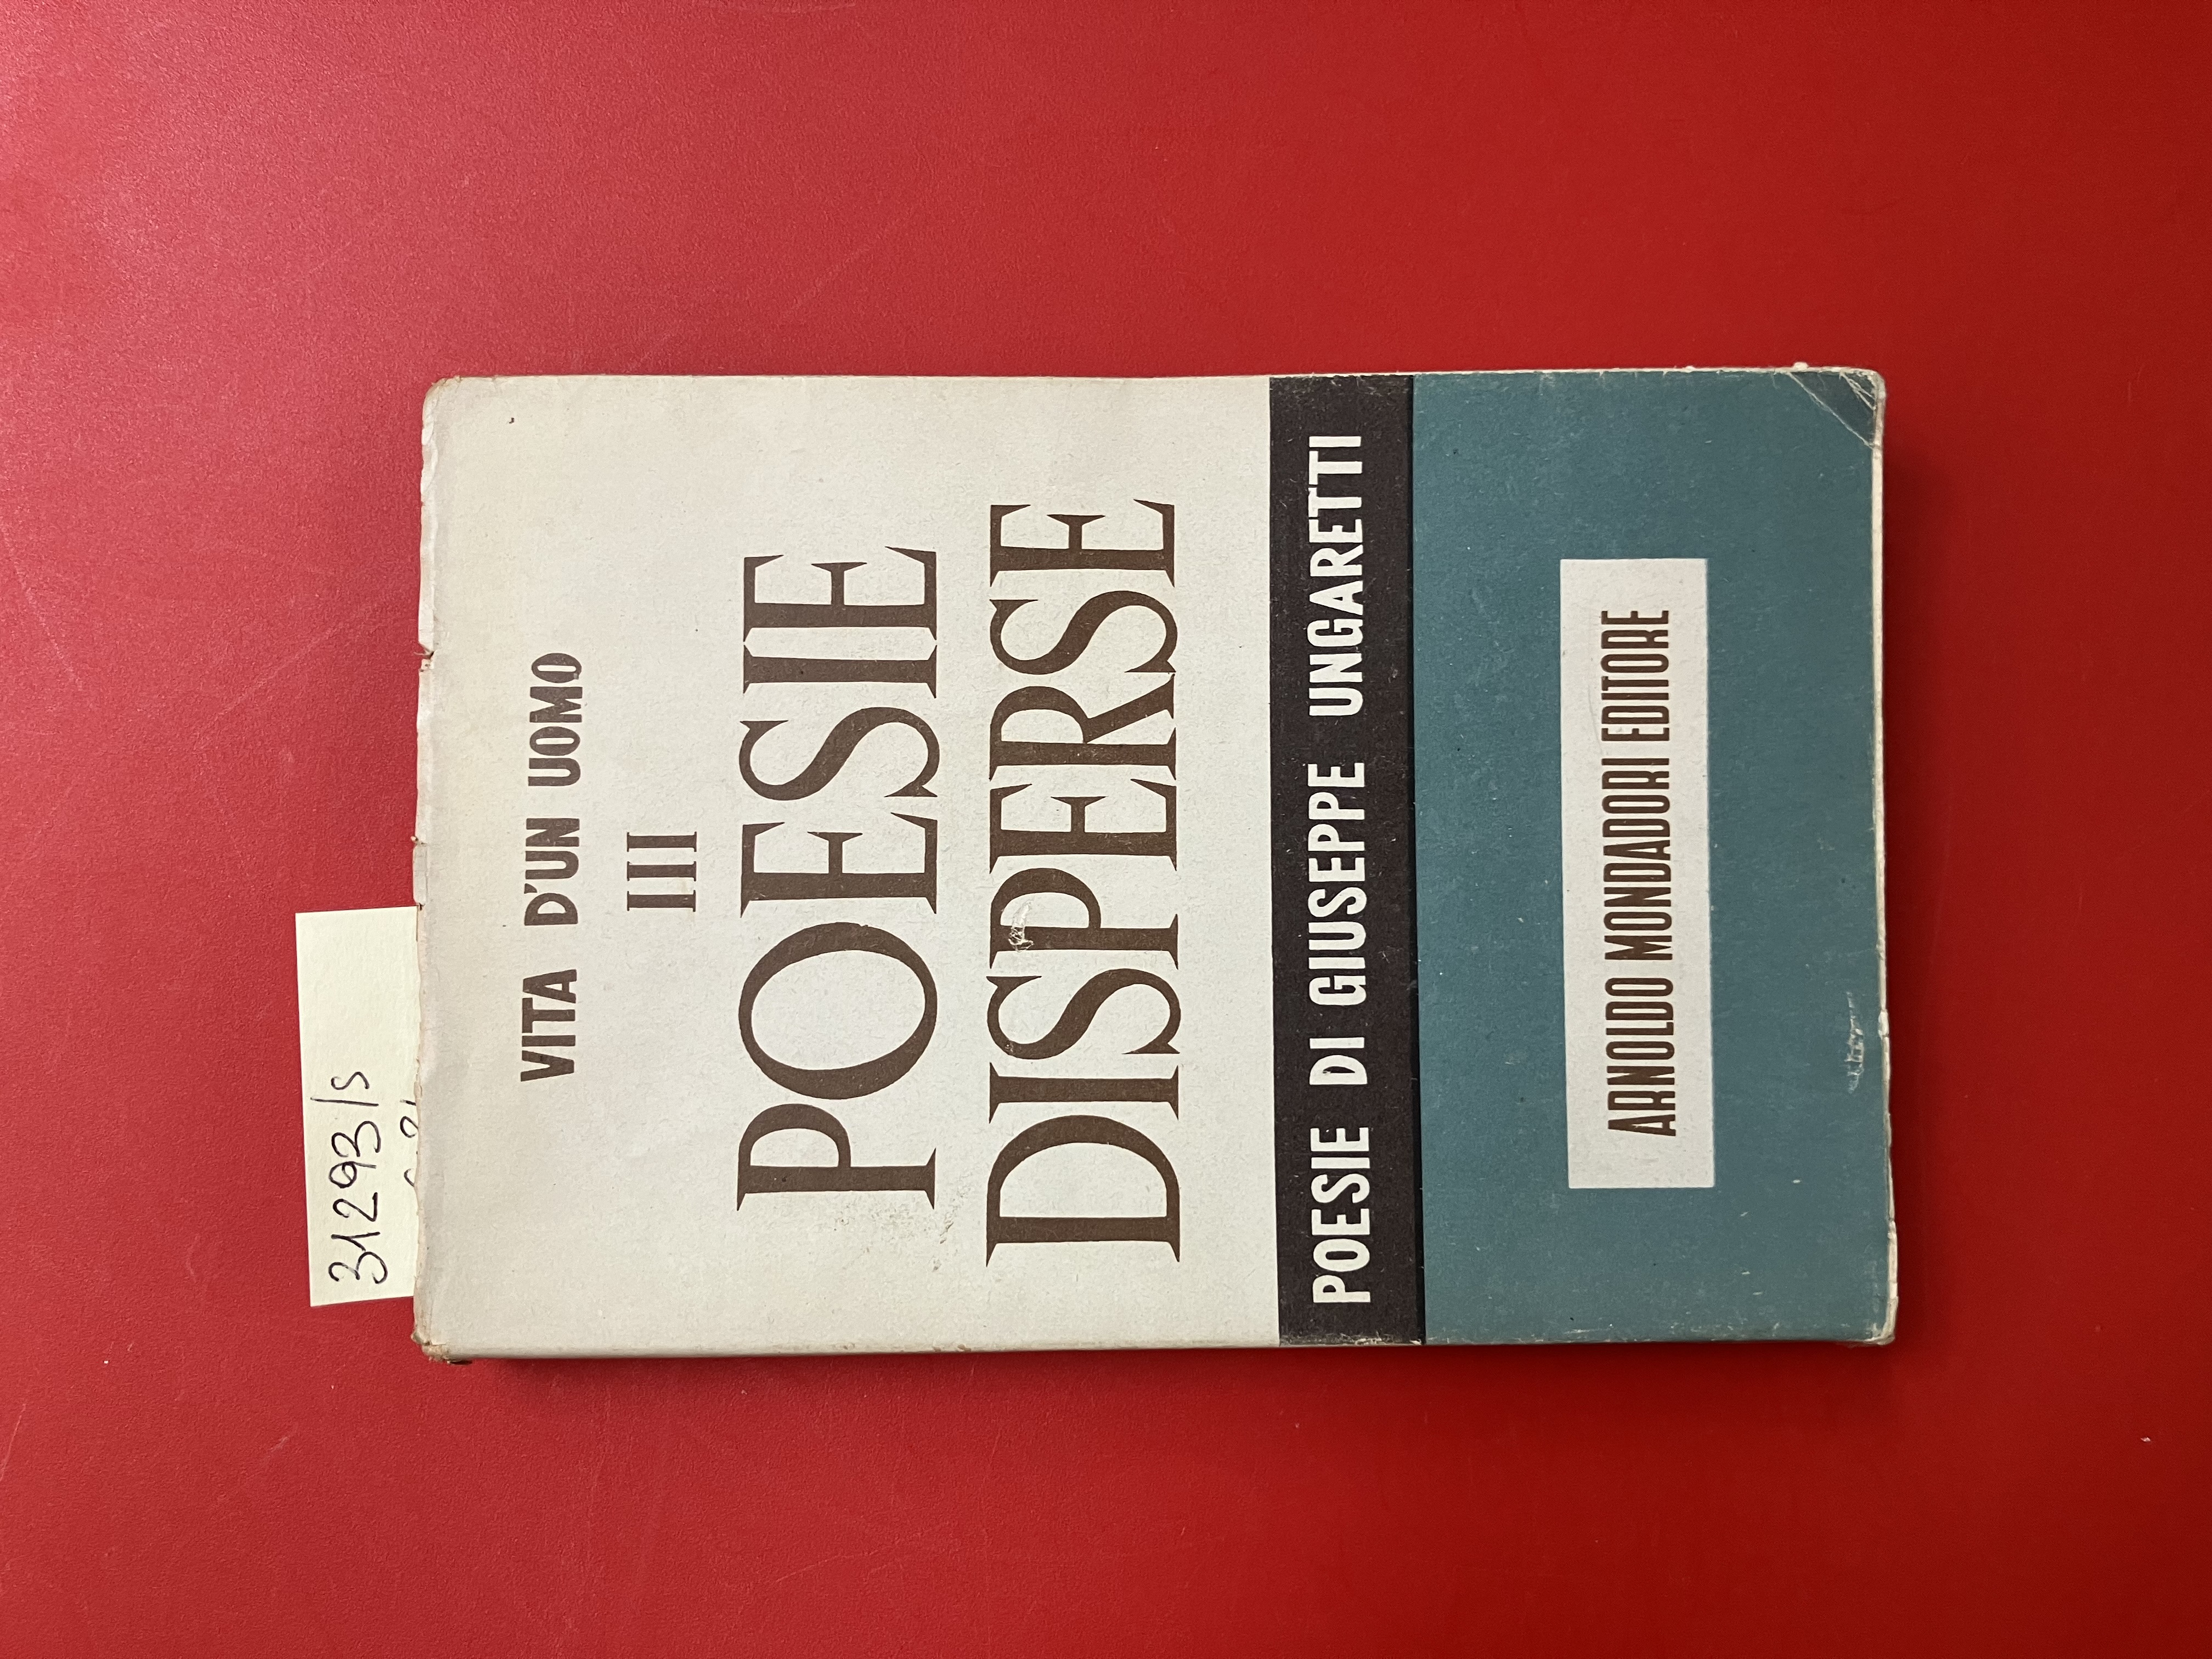 31293/s
VITA D'UN UOMO
III
POESIE
DISPERSE
POESIE DI GIUSEPPE UNGARETTI
ARNOLDO MONDADORI EDITORE